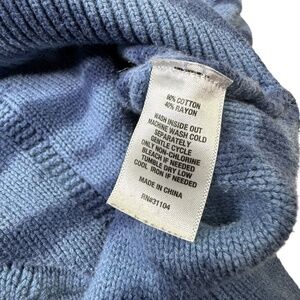 60% COTTON
40% RAYON
WASH INSIDE OUT
MACHINE WASH COLD
SEPARATELY
GENTLE CYCLE
ONLY NON-CHLORINE
BLEACH IF NEEDED
TUMBLE DRY LOW
COOL IRON IF NEEDED
MADE IN CHINA
RN#31104